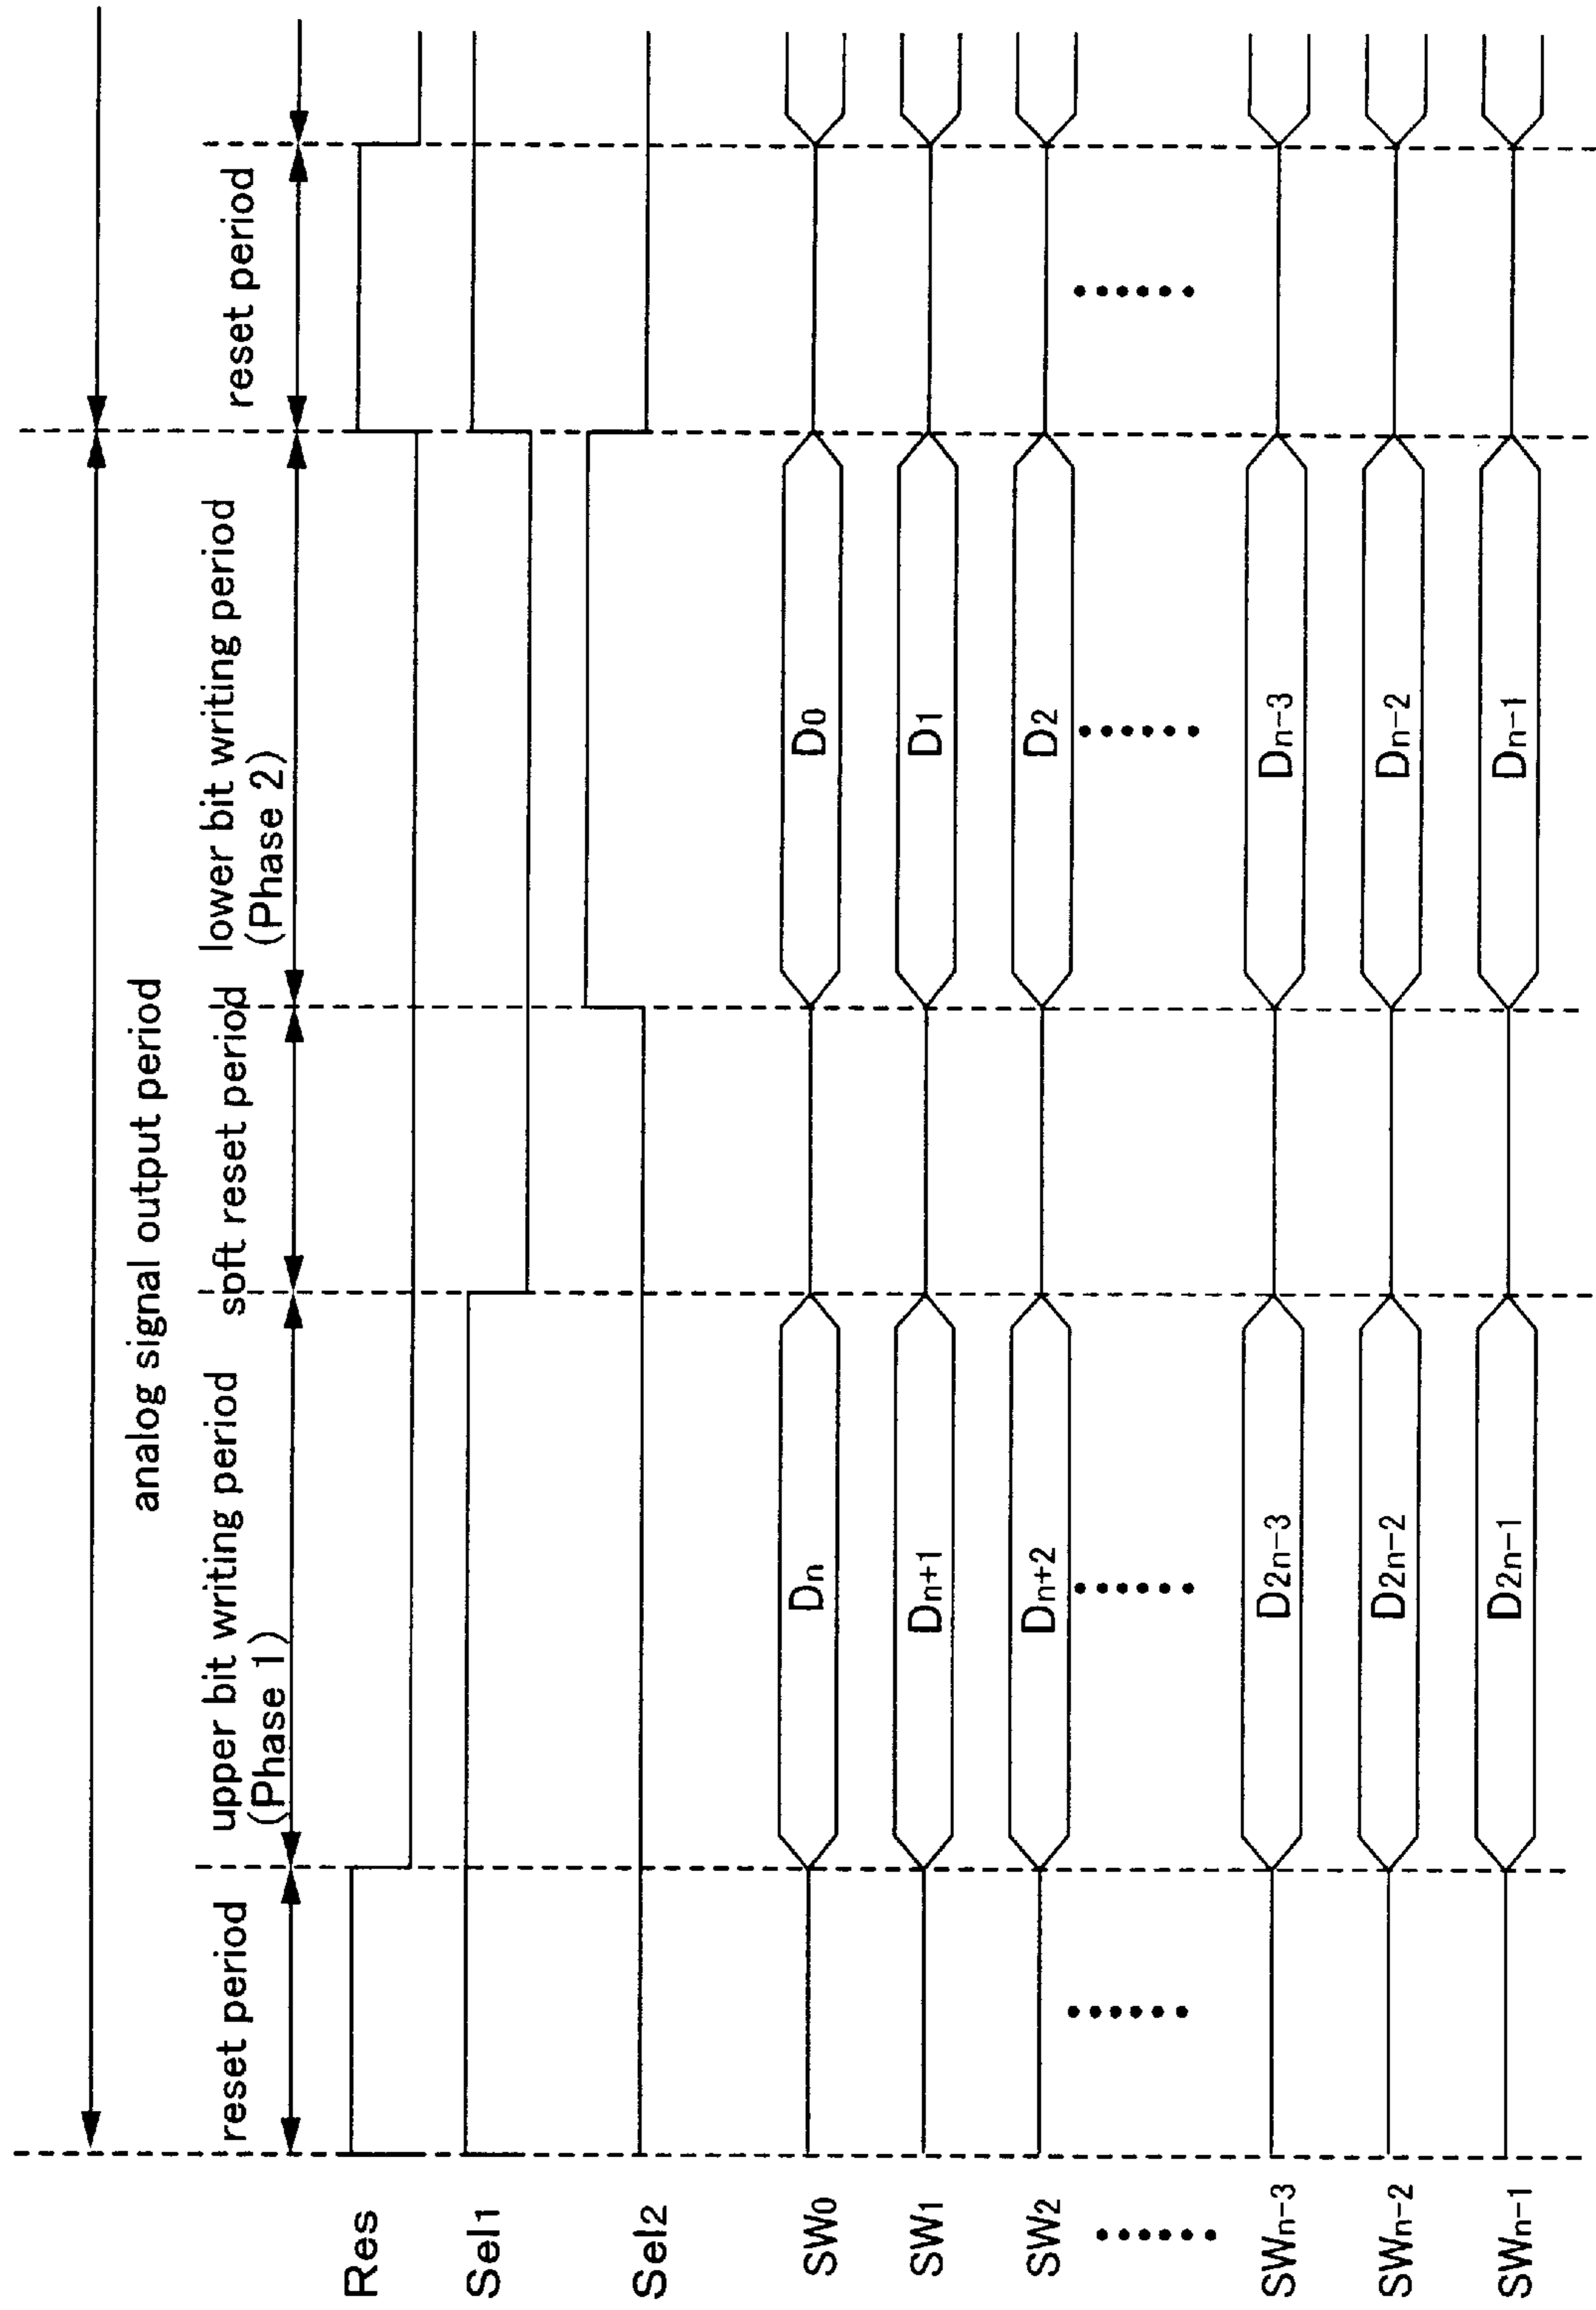 analog signal output period
reset period
upper bit writing period
(Phase 1)
soft reset period
lower bit writing period
(Phase 2)
reset period
Res
Sel1
Sel2
SW0 Dn D0
SW1 Dn+1 D1
SW2 Dn+2 D2
...... ...... ...... ......
SWn-3 D2n-3 Dn-3
SWn-2 D2n-2 Dn-2
SWn-1 D2n-1 Dn-1